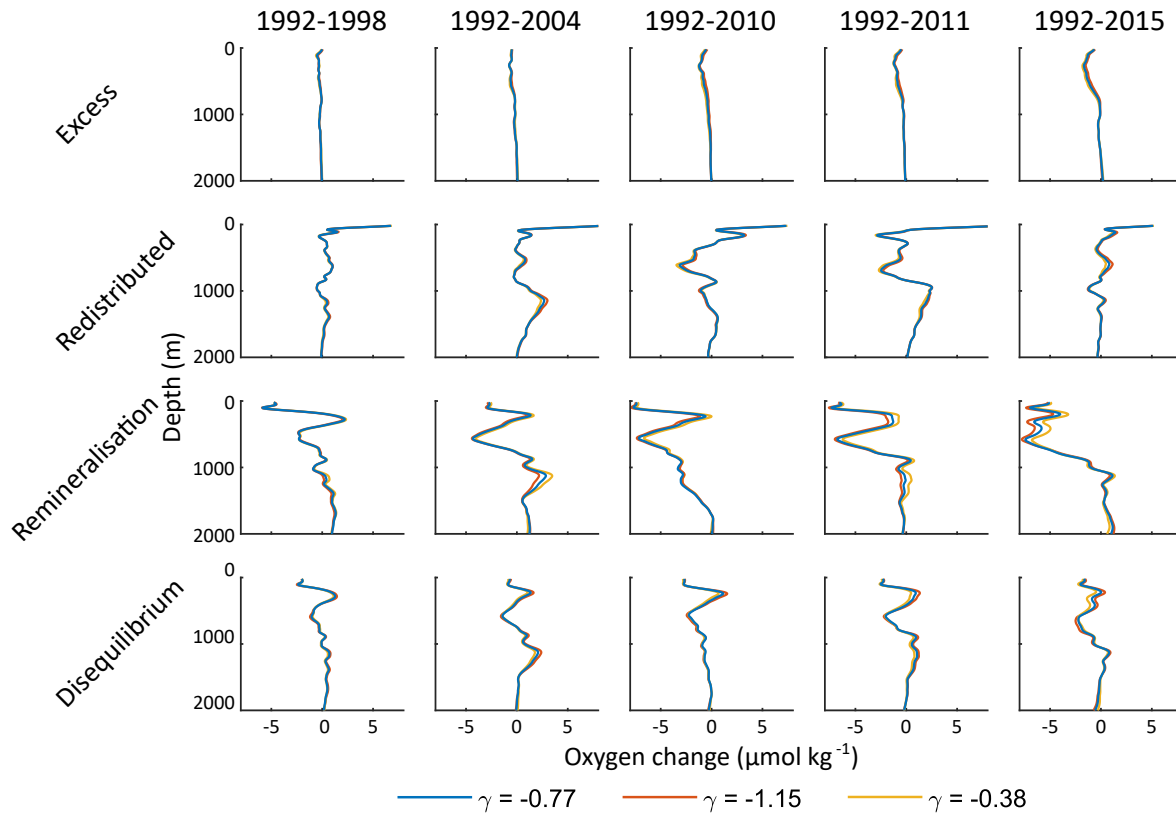 1992-1998 1992-2004 1992-2010 1992-2011 1992-2015
Excess
0
1000
2000
Redistributed
0
1000
2000
Depth (m)
Remineralisation
0
1000
2000
Disequilibrium
0
1000
2000
-5 0 5 -5 0 5 -5 0 5 -5 0 5 -5 0 5
Oxygen change (μmol kg⁻¹)
γ = -0.77 γ = -1.15 γ = -0.38